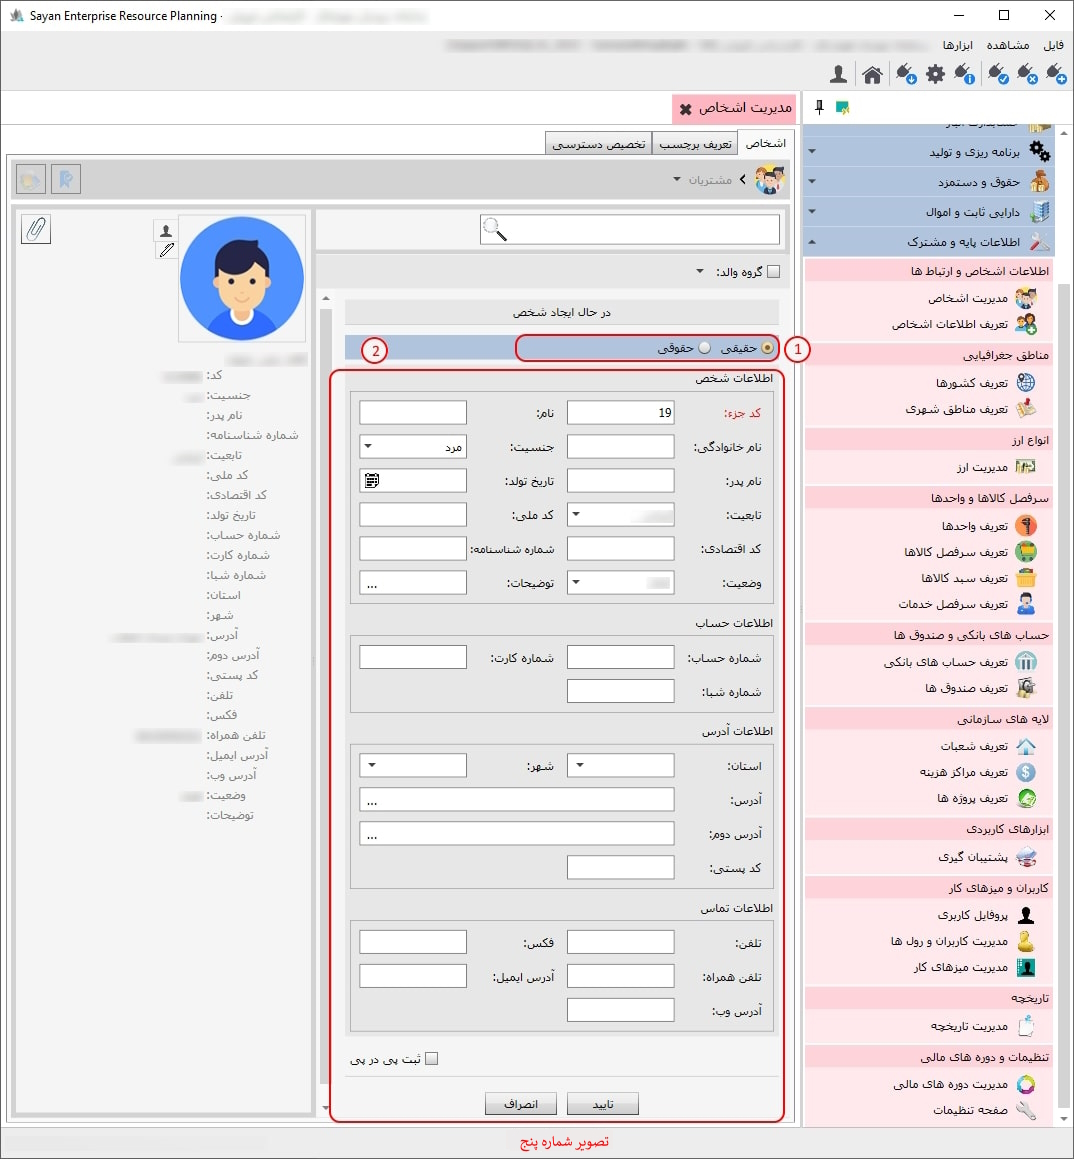 Sayan Enterprise Resource Planning -
فایل
مشاهده
ابزارها
مدیریت اشخاص
اشخاص
تعریف برچسب
تخصیص دسترسی
مشتریان
گروه والد:
در حال ایجاد شخص
حقیقی
حقوقی
1
2
اطلاعات شخص
کد جزء: 19
نام:
نام خانوادگی:
جنسیت: مرد
نام پدر:
تاریخ تولد:
تابعیت:
کد ملی:
کد اقتصادی:
شماره شناسنامه:
وضعیت:
توضیحات: ...
اطلاعات حساب
شماره حساب:
شماره کارت:
شماره شبا:
اطلاعات آدرس
استان:
شهر:
آدرس: ...
آدرس دوم: ...
کد پستی:
اطلاعات تماس
تلفن:
فکس:
تلفن همراه:
آدرس ایمیل:
آدرس وب:
ثبت پی در پی
تایید
انصراف
کد:
جنسیت:
نام پدر:
شماره شناسنامه:
تابعیت:
کد ملی:
کد اقتصادی:
تاریخ تولد:
شماره حساب:
شماره کارت:
شماره شبا:
استان:
شهر:
آدرس:
آدرس دوم:
کد پستی:
تلفن:
فکس:
تلفن همراه:
آدرس ایمیل:
آدرس وب:
وضعیت:
توضیحات:
برنامه ریزی و تولید
حقوق و دستمزد
دارایی ثابت و اموال
اطلاعات پایه و مشترک
اطلاعات اشخاص و ارتباط ها
مدیریت اشخاص
تعریف اطلاعات اشخاص
مناطق جغرافیایی
تعریف کشورها
تعریف مناطق شهری
انواع ارز
مدیریت ارز
سرفصل کالاها و واحدها
تعریف واحدها
تعریف سرفصل کالاها
تعریف سبد کالاها
تعریف سرفصل خدمات
حساب های بانکی و صندوق ها
تعریف حساب های بانکی
تعریف صندوق ها
لایه های سازمانی
تعریف شعبات
تعریف مراکز هزینه
تعریف پروژه ها
ابزارهای کاربردی
پشتیبان گیری
کاربران و میزهای کار
پروفایل کاربری
مدیریت کاربران و رول ها
مدیریت میزهای کار
تاریخچه
مدیریت تاریخچه
تنظیمات و دوره های مالی
مدیریت دوره های مالی
صفحه تنظیمات
تصویر شماره پنج